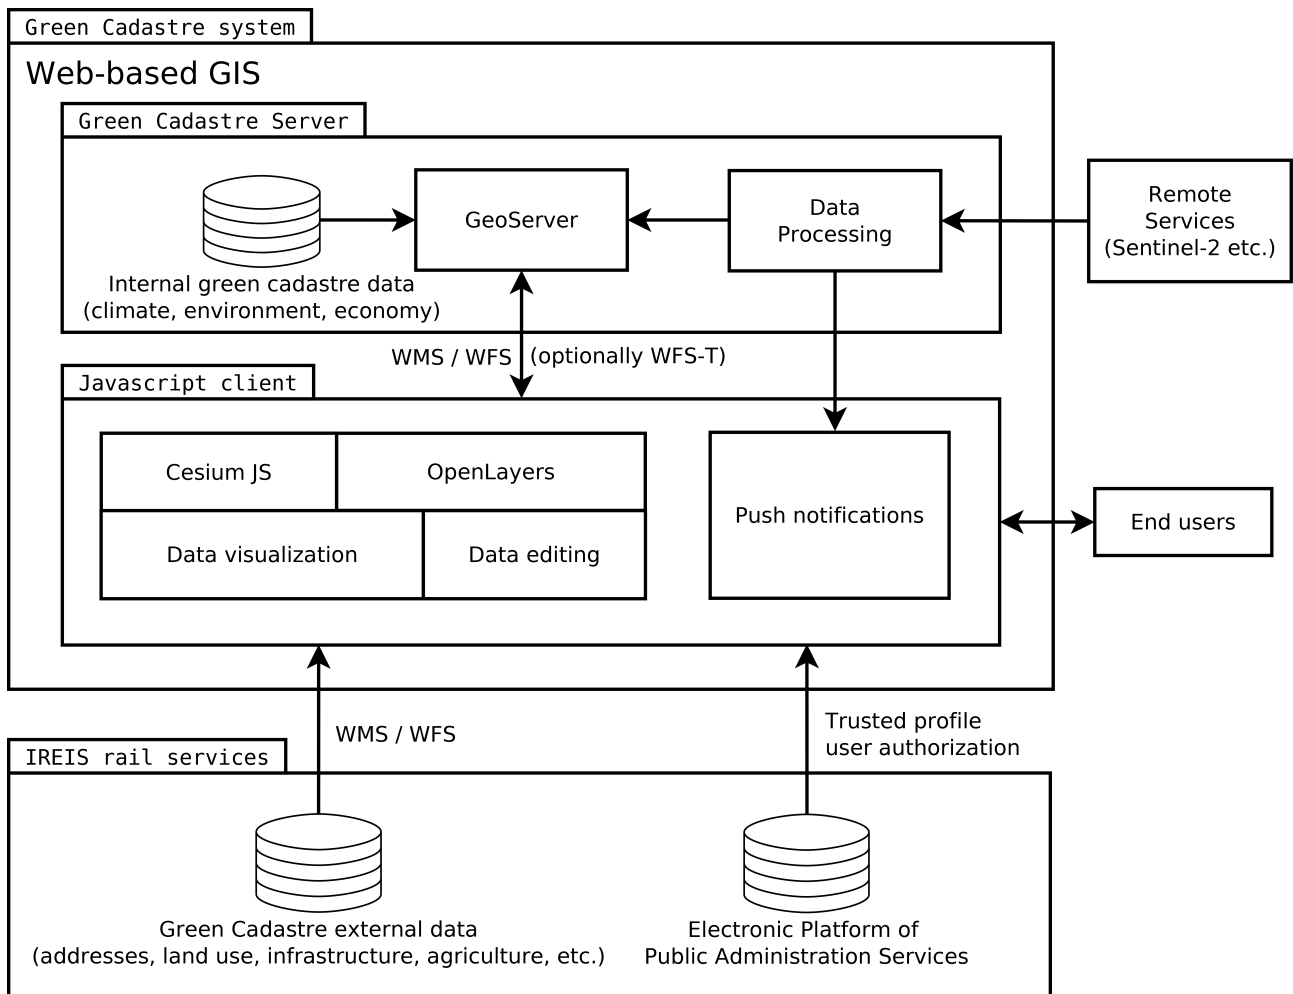 Green Cadastre system
Web-based GIS
Green Cadastre Server
GeoServer
Data
Processing
Remote
Services
(Sentinel-2 etc.)
Internal green cadastre data
(climate, environment, economy)
WMS / WFS
(optionally WFS-T)
Javascript client
Cesium JS
OpenLayers
Data visualization
Data editing
Push notifications
End users
WMS / WFS
Trusted profile
user authorization
IREIS rail services
Green Cadastre external data
(addresses, land use, infrastructure, agriculture, etc.)
Electronic Platform of
Public Administration Services